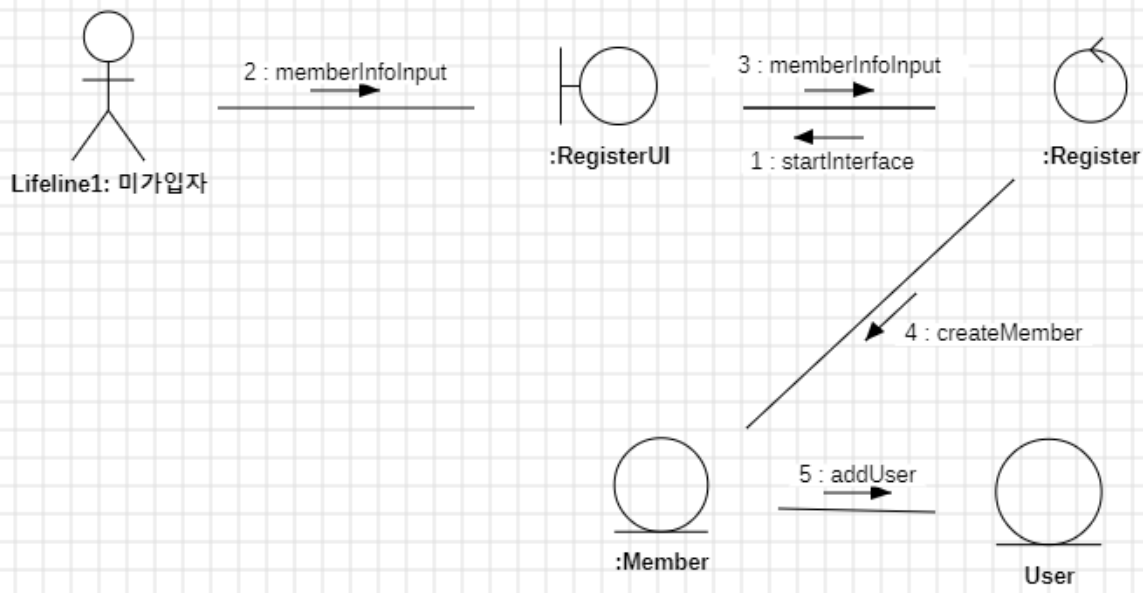 2 : memberInfoInput
3 : memberInfoInput
:RegisterUI
1 : startInterface
:Register
Lifeline1: 미가입자
4 : createMember
5 : addUser
:Member
User